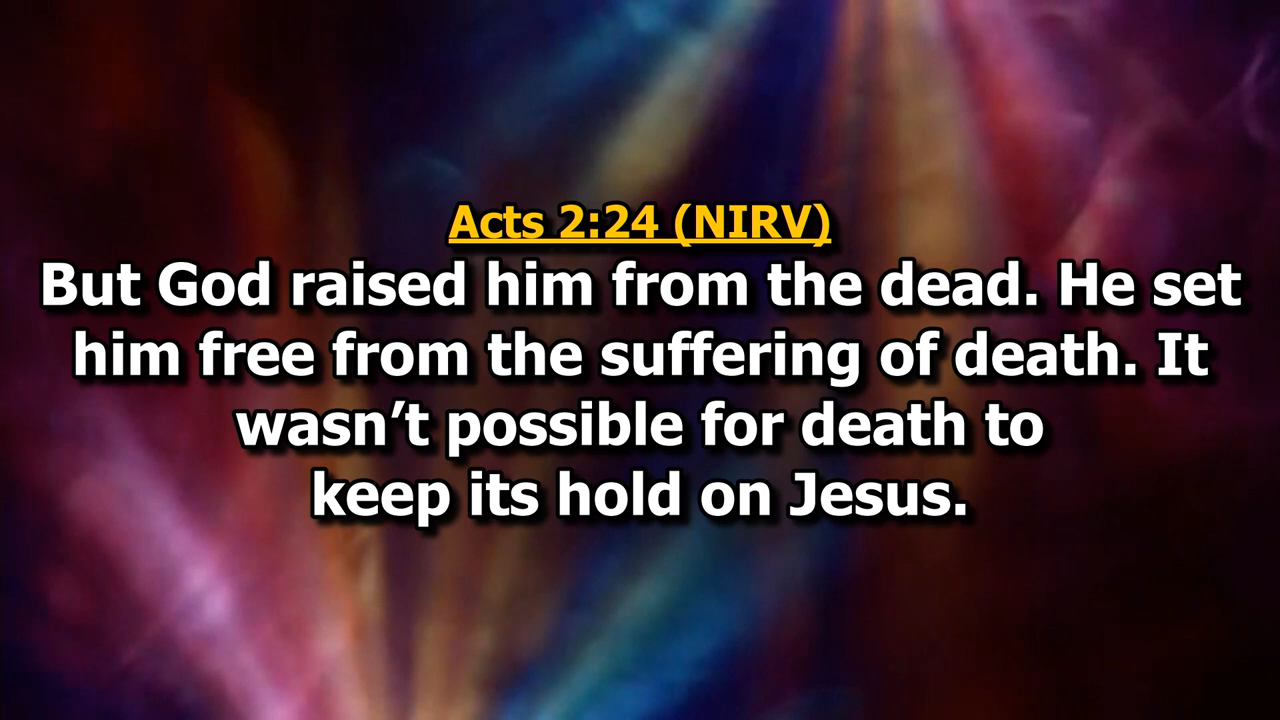 Acts 2:24 (NIRV)
But God raised him from the dead. He set
him free from the suffering of death. It
wasn’t possible for death to
keep its hold on Jesus.